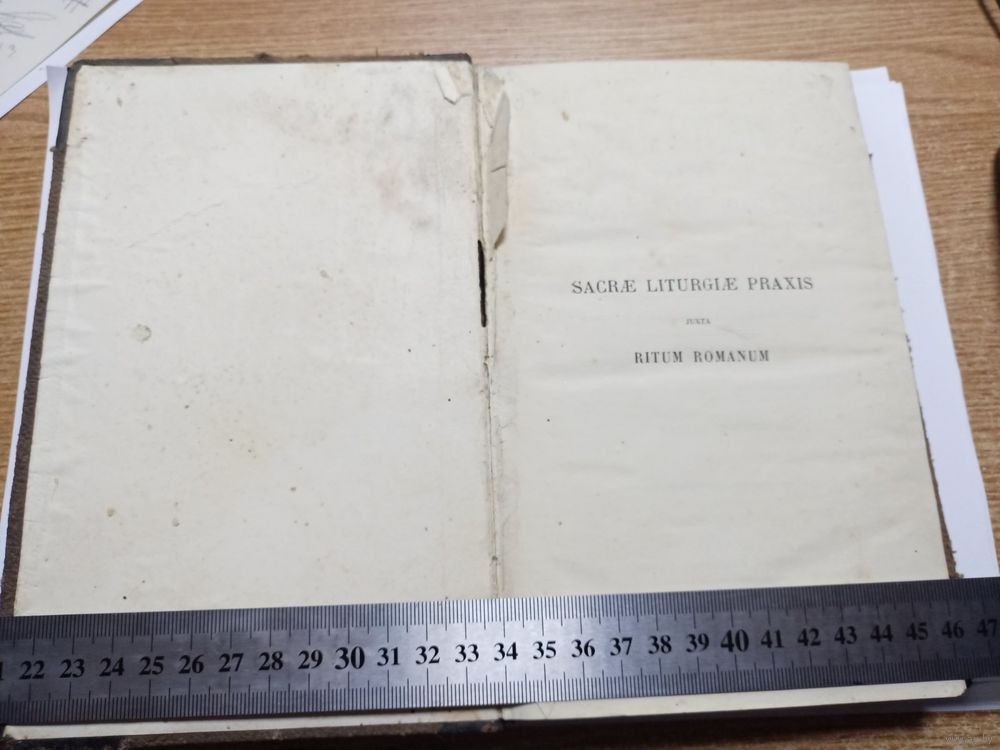 SACRÆ LITURGIÆ PRAXIS
JUXTA
RITUM ROMANUM
22 23 24 25 26 27 28 29 30 31 32 33 34 35 36 37 38 39 40 41 42 43 44 45 46 47